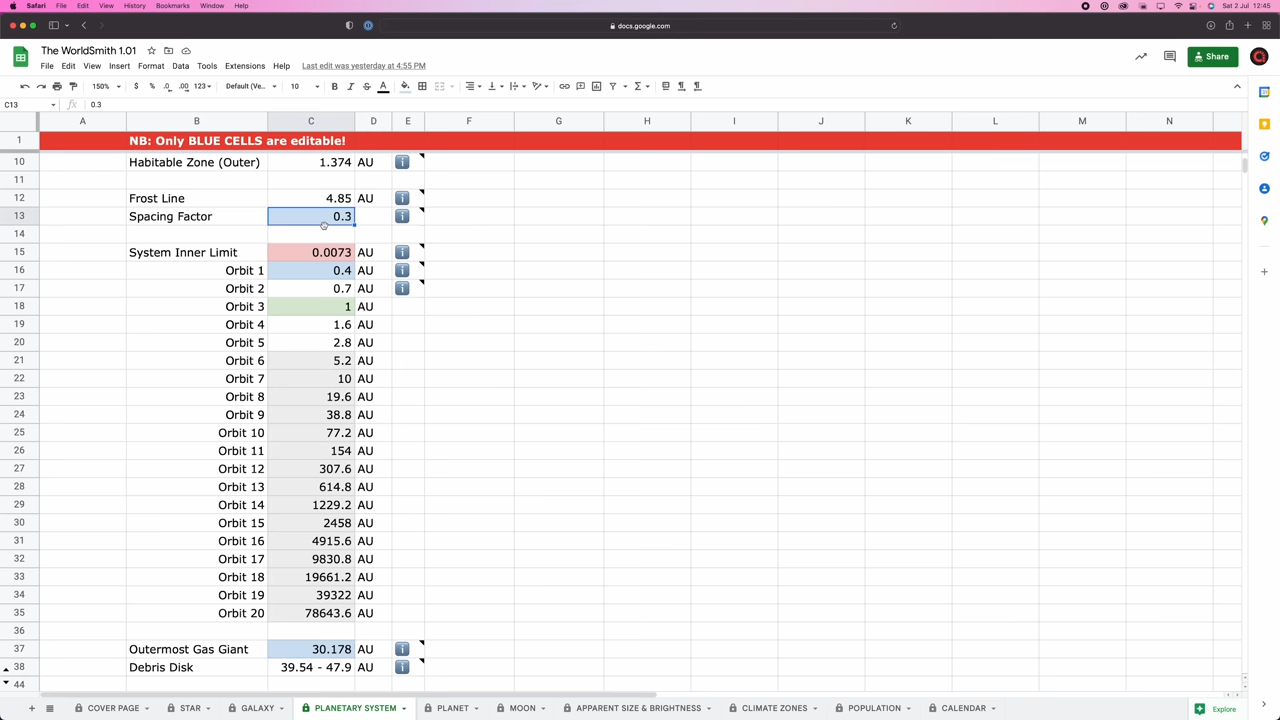 Safari File Edit View History Bookmarks Window Help Sat 2 Jul 12:45
docs.google.com
The WorldSmith 1.01
File Edit View Insert Format Data Tools Extensions Help Last edit was yesterday at 4:55 PM Share
150% $ % .0 .00 123 Default (Ve... 10 B I S A
C13 fx 0.3
A B C D E F G H I J K L M N
1 NB: Only BLUE CELLS are editable!
10 Habitable Zone (Outer) 1.374 AU
11
12 Frost Line 4.85 AU
13 Spacing Factor 0.3
14
15 System Inner Limit 0.0073 AU
16 Orbit 1 0.4 AU
17 Orbit 2 0.7 AU
18 Orbit 3 1 AU
19 Orbit 4 1.6 AU
20 Orbit 5 2.8 AU
21 Orbit 6 5.2 AU
22 Orbit 7 10 AU
23 Orbit 8 19.6 AU
24 Orbit 9 38.8 AU
25 Orbit 10 77.2 AU
26 Orbit 11 154 AU
27 Orbit 12 307.6 AU
28 Orbit 13 614.8 AU
29 Orbit 14 1229.2 AU
30 Orbit 15 2458 AU
31 Orbit 16 4915.6 AU
32 Orbit 17 9830.8 AU
33 Orbit 18 19661.2 AU
34 Orbit 19 39322 AU
35 Orbit 20 78643.6 AU
36
37 Outermost Gas Giant 30.178 AU
38 Debris Disk 39.54 - 47.9 AU
44
COVER PAGE STAR GALAXY PLANETARY SYSTEM PLANET MOON APPARENT SIZE & BRIGHTNESS CLIMATE ZONES POPULATION CALENDAR Explore